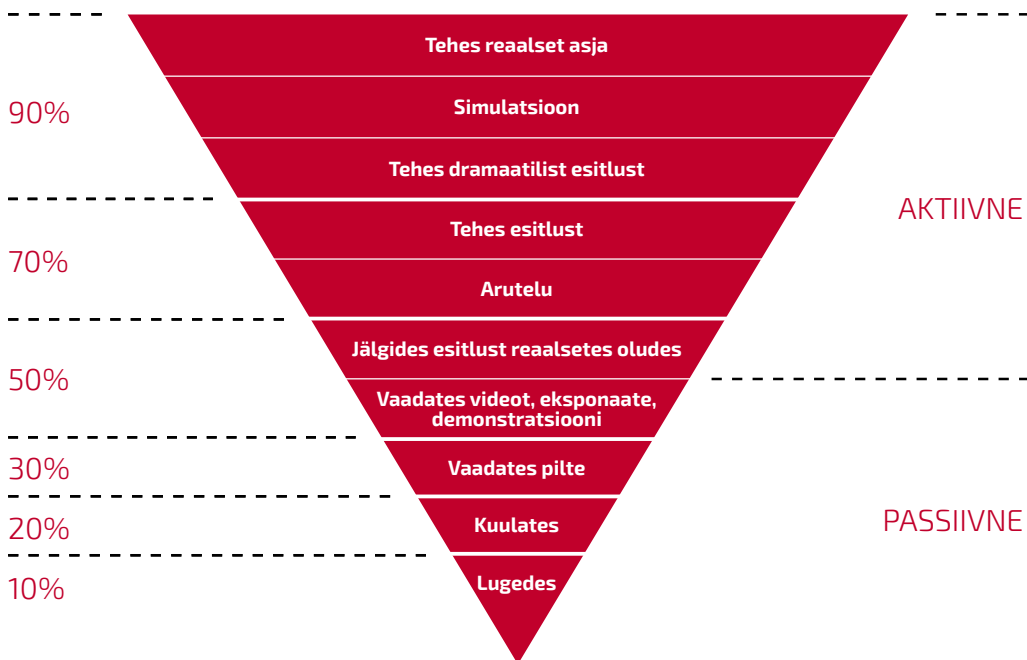 Tehes reaalset asja
90%
Simulatsioon
Tehes dramaatilist esitlust
AKTIIVNE
Tehes esitlust
70%
Arutelu
Jälgides esitlust reaalsetes oludes
50%
Vaadates videot, eksponaate,
demonstratsiooni
30%
Vaadates pilte
20%
Kuulates
PASSIIVNE
10%
Lugedes